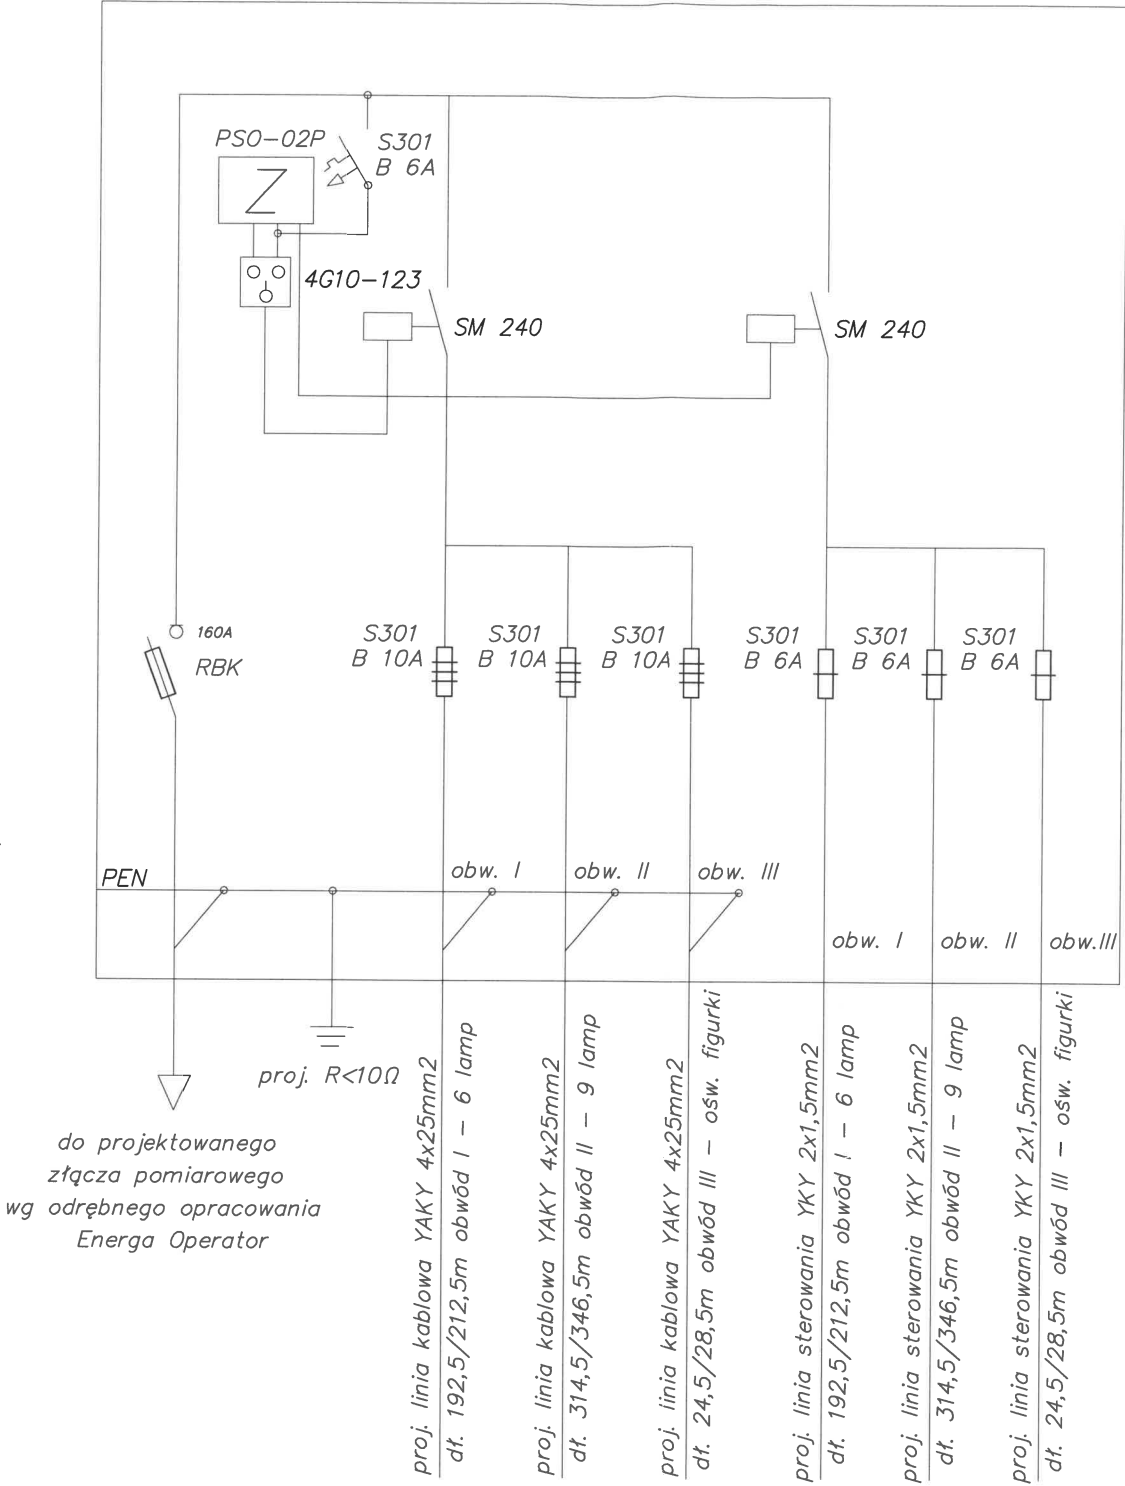 PSO-02P
Z
S301
B 6A
4G10-123
SM 240
SM 240
160A
RBK
S301
B 10A
S301
B 10A
S301
B 10A
S301
B 6A
S301
B 6A
S301
B 6A
PEN
obw. I
obw. II
obw. III
obw. I
obw. II
obw.III
proj. R<10Ω
do projektowanego
złącza pomiarowego
wg odrębnego opracowania
Energa Operator
proj. linia kablowa YAKY 4x25mm2
dł. 192,5/212,5m obwód I - 6 lamp
proj. linia kablowa YAKY 4x25mm2
dł. 314,5/346,5m obwód II - 9 lamp
proj. linia kablowa YAKY 4x25mm2
dł. 24,5/28,5m obwód III - ośw. figurki
proj. linia sterowania YKY 2x1,5mm2
dł. 192,5/212,5m obwód I - 6 lamp
proj. linia sterowania YKY 2x1,5mm2
dł. 314,5/346,5m obwód II - 9 lamp
proj. linia sterowania YKY 2x1,5mm2
dł. 24,5/28,5m obwód III - ośw. figurki